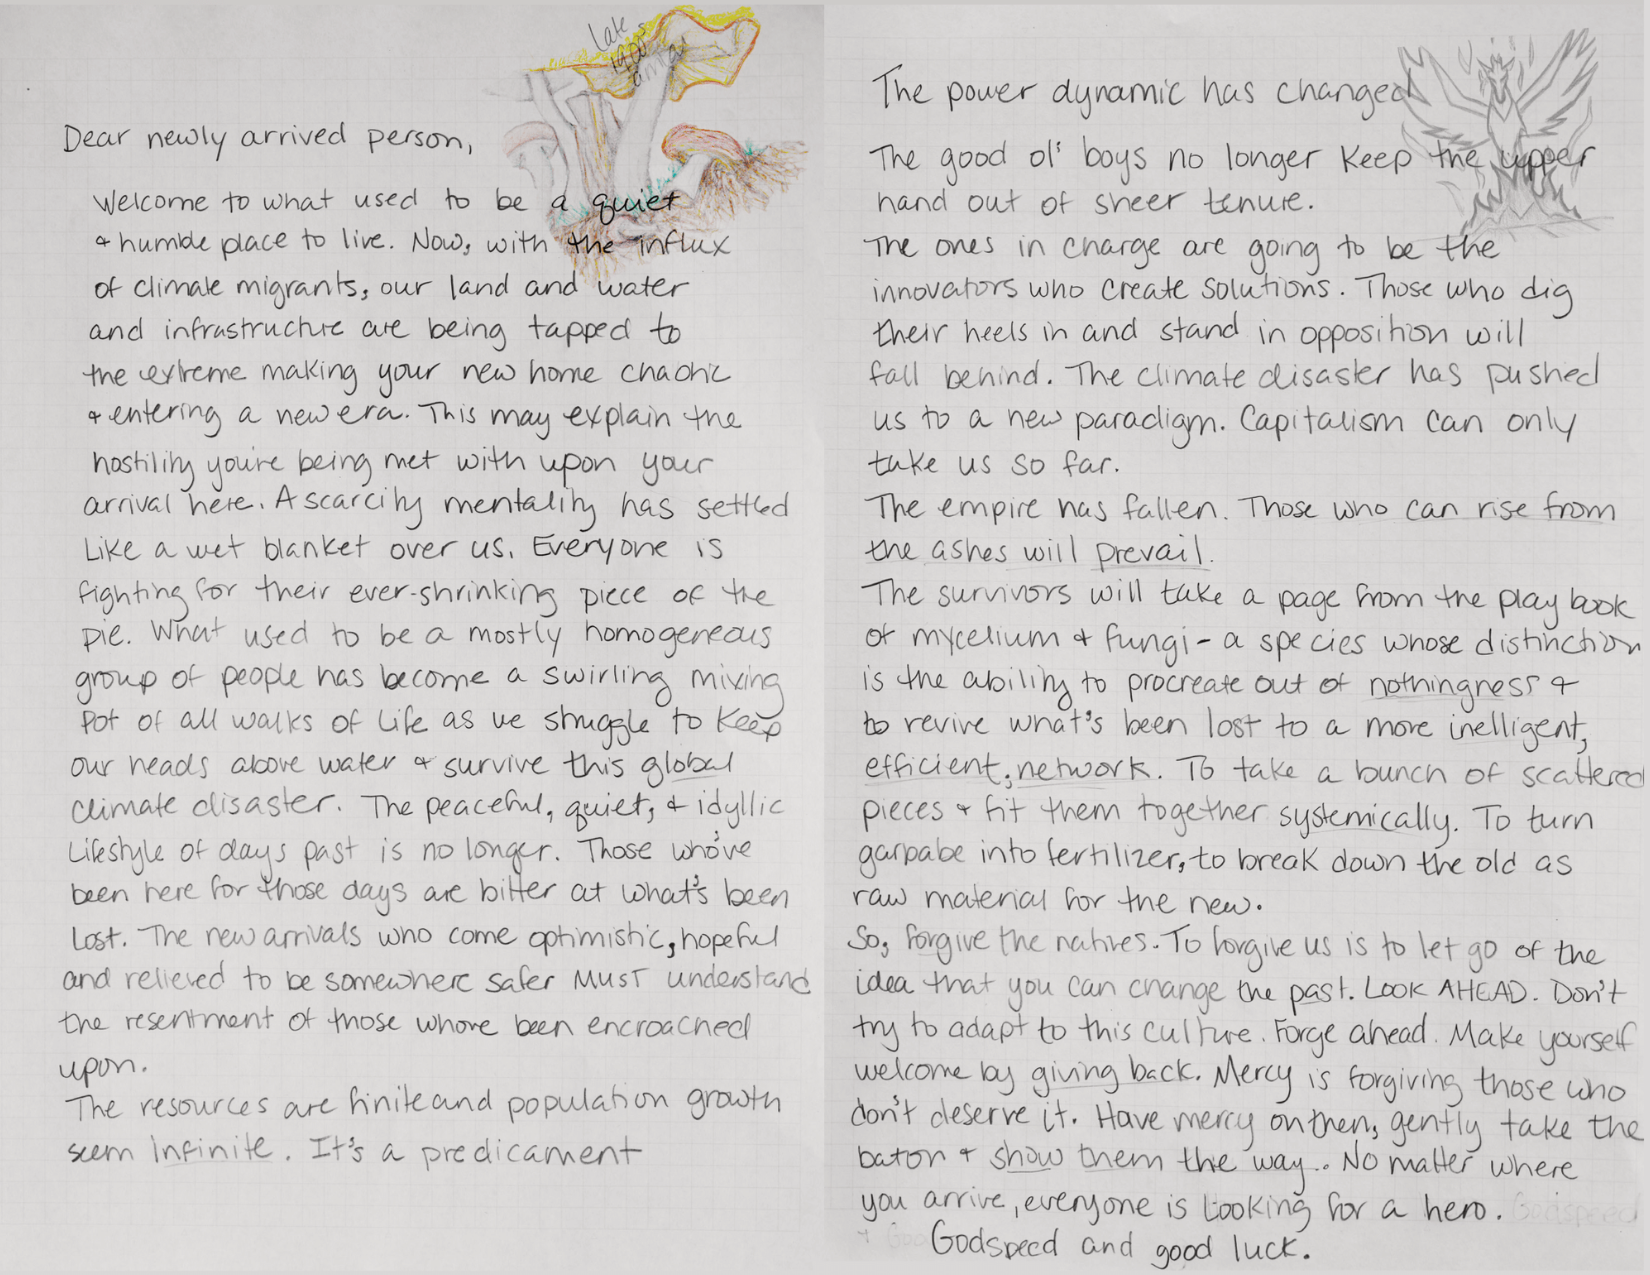 late
1900s
Dear newly arrived person,
Welcome to what used to be a quiet
& humble place to live. Now, with the influx
of climate migrants, our land and water
and infrastructure are being tapped to
the extreme making your new home chaotic
& entering a new era. This may explain the
hostility you're being met with upon your
arrival here. A scarcity mentality has settled
Like a wet blanket over us. Everyone is
fighting for their ever-shrinking piece of the
pie. What used to be a mostly homogeneous
group of people has become a swirling mixing
pot of all walks of Life as we struggle to Keep
our heads above water & survive this global
climate disaster. The peaceful, quiet, & idyllic
Lifestyle of days past is no longer. Those who've
been here for those days are bitter at what's been
Lost. The new arrivals who come optimistic, hopeful
and relieved to be somewhere safer MUST understand
the resentment of those whove been encroached
upon.
The resources are finite and population growth
seem Infinite. It's a predicament
The power dynamic has changed
The good ol' boys no longer Keep the upper
hand out of sheer tenure.
The ones in charge are going to be the
innovators who create solutions. Those who dig
their heels in and stand in opposition will
fall behind. The climate disaster has pushed
us to a new paradigm. Capitalism can only
take us so far.
The empire has fallen. Those who can rise from
the ashes will prevail.
The survivors will take a page from the play book
of mycelium & fungi - a species whose distinction
is the ability to procreate out of nothingness &
to revive what's been lost to a more inelligent,
efficient, network. To take a bunch of scattered
pieces & fit them together systemically. To turn
garbabe into fertilizer, to break down the old as
raw material for the new.
So, forgive the natives. To forgive us is to let go of the
idea that you can change the past. LOOK AHEAD. Don't
try to adapt to this culture. Forge ahead. Make yourself
welcome by giving back. Mercy is forgiving those who
don't deserve it. Have mercy on then, gently take the
baton & show them the way.. No matter where
you arrive, everyone is Looking for a hero. Godspeed
Godspeed and good luck.